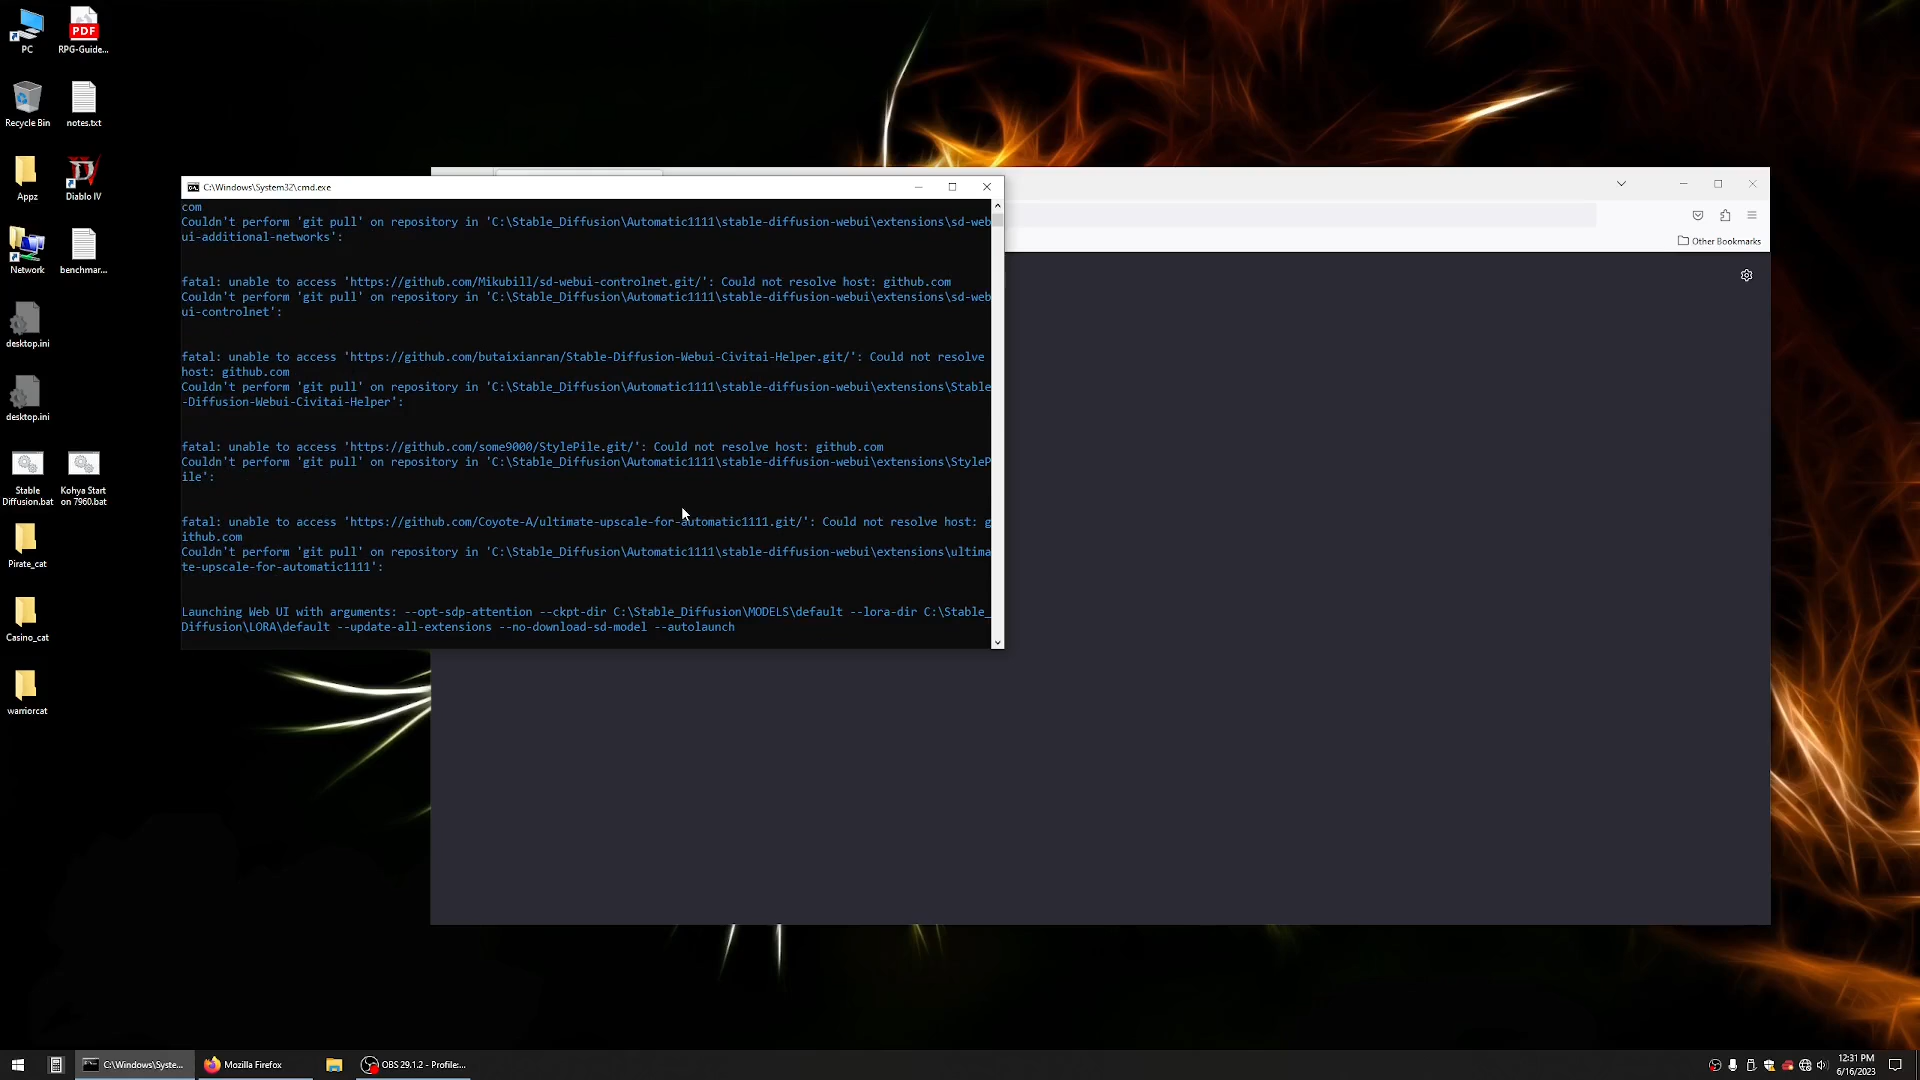 PC
PDF
RPG-Guide...
Recycle Bin
notes.txt
Appz
Diablo IV
Network
benchmar...
desktop.ini
desktop.ini
Stable
Diffusion.bat
Kohya Start
on 7960.bat
Pirate_cat
Casino_cat
warriorcat
Other Bookmarks
C:\Windows\System32\cmd.exe
com
Couldn't perform 'git pull' on repository in 'C:\Stable_Diffusion\Automatic1111\stable-diffusion-webui\extensions\sd-web
ui-additional-networks':
fatal: unable to access 'https://github.com/Mikubill/sd-webui-controlnet.git/': Could not resolve host: github.com
Couldn't perform 'git pull' on repository in 'C:\Stable_Diffusion\Automatic1111\stable-diffusion-webui\extensions\sd-web
ui-controlnet':
fatal: unable to access 'https://github.com/butaixianran/Stable-Diffusion-Webui-Civitai-Helper.git/': Could not resolve
host: github.com
Couldn't perform 'git pull' on repository in 'C:\Stable_Diffusion\Automatic1111\stable-diffusion-webui\extensions\Stable
-Diffusion-Webui-Civitai-Helper':
fatal: unable to access 'https://github.com/some9000/StylePile.git/': Could not resolve host: github.com
Couldn't perform 'git pull' on repository in 'C:\Stable_Diffusion\Automatic1111\stable-diffusion-webui\extensions\StyleP
ile':
fatal: unable to access 'https://github.com/Coyote-A/ultimate-upscale-for-automatic1111.git/': Could not resolve host: g
ithub.com
Couldn't perform 'git pull' on repository in 'C:\Stable_Diffusion\Automatic1111\stable-diffusion-webui\extensions\ultima
te-upscale-for-automatic1111':
Launching Web UI with arguments: --opt-sdp-attention --ckpt-dir C:\Stable_Diffusion\MODELS\default --lora-dir C:\Stable_
Diffusion\LORA\default --update-all-extensions --no-download-sd-model --autolaunch
C:\Windows\Syste...
Mozilla Firefox
OBS 29.1.2 - Profile:...
12:31 PM
6/16/2023